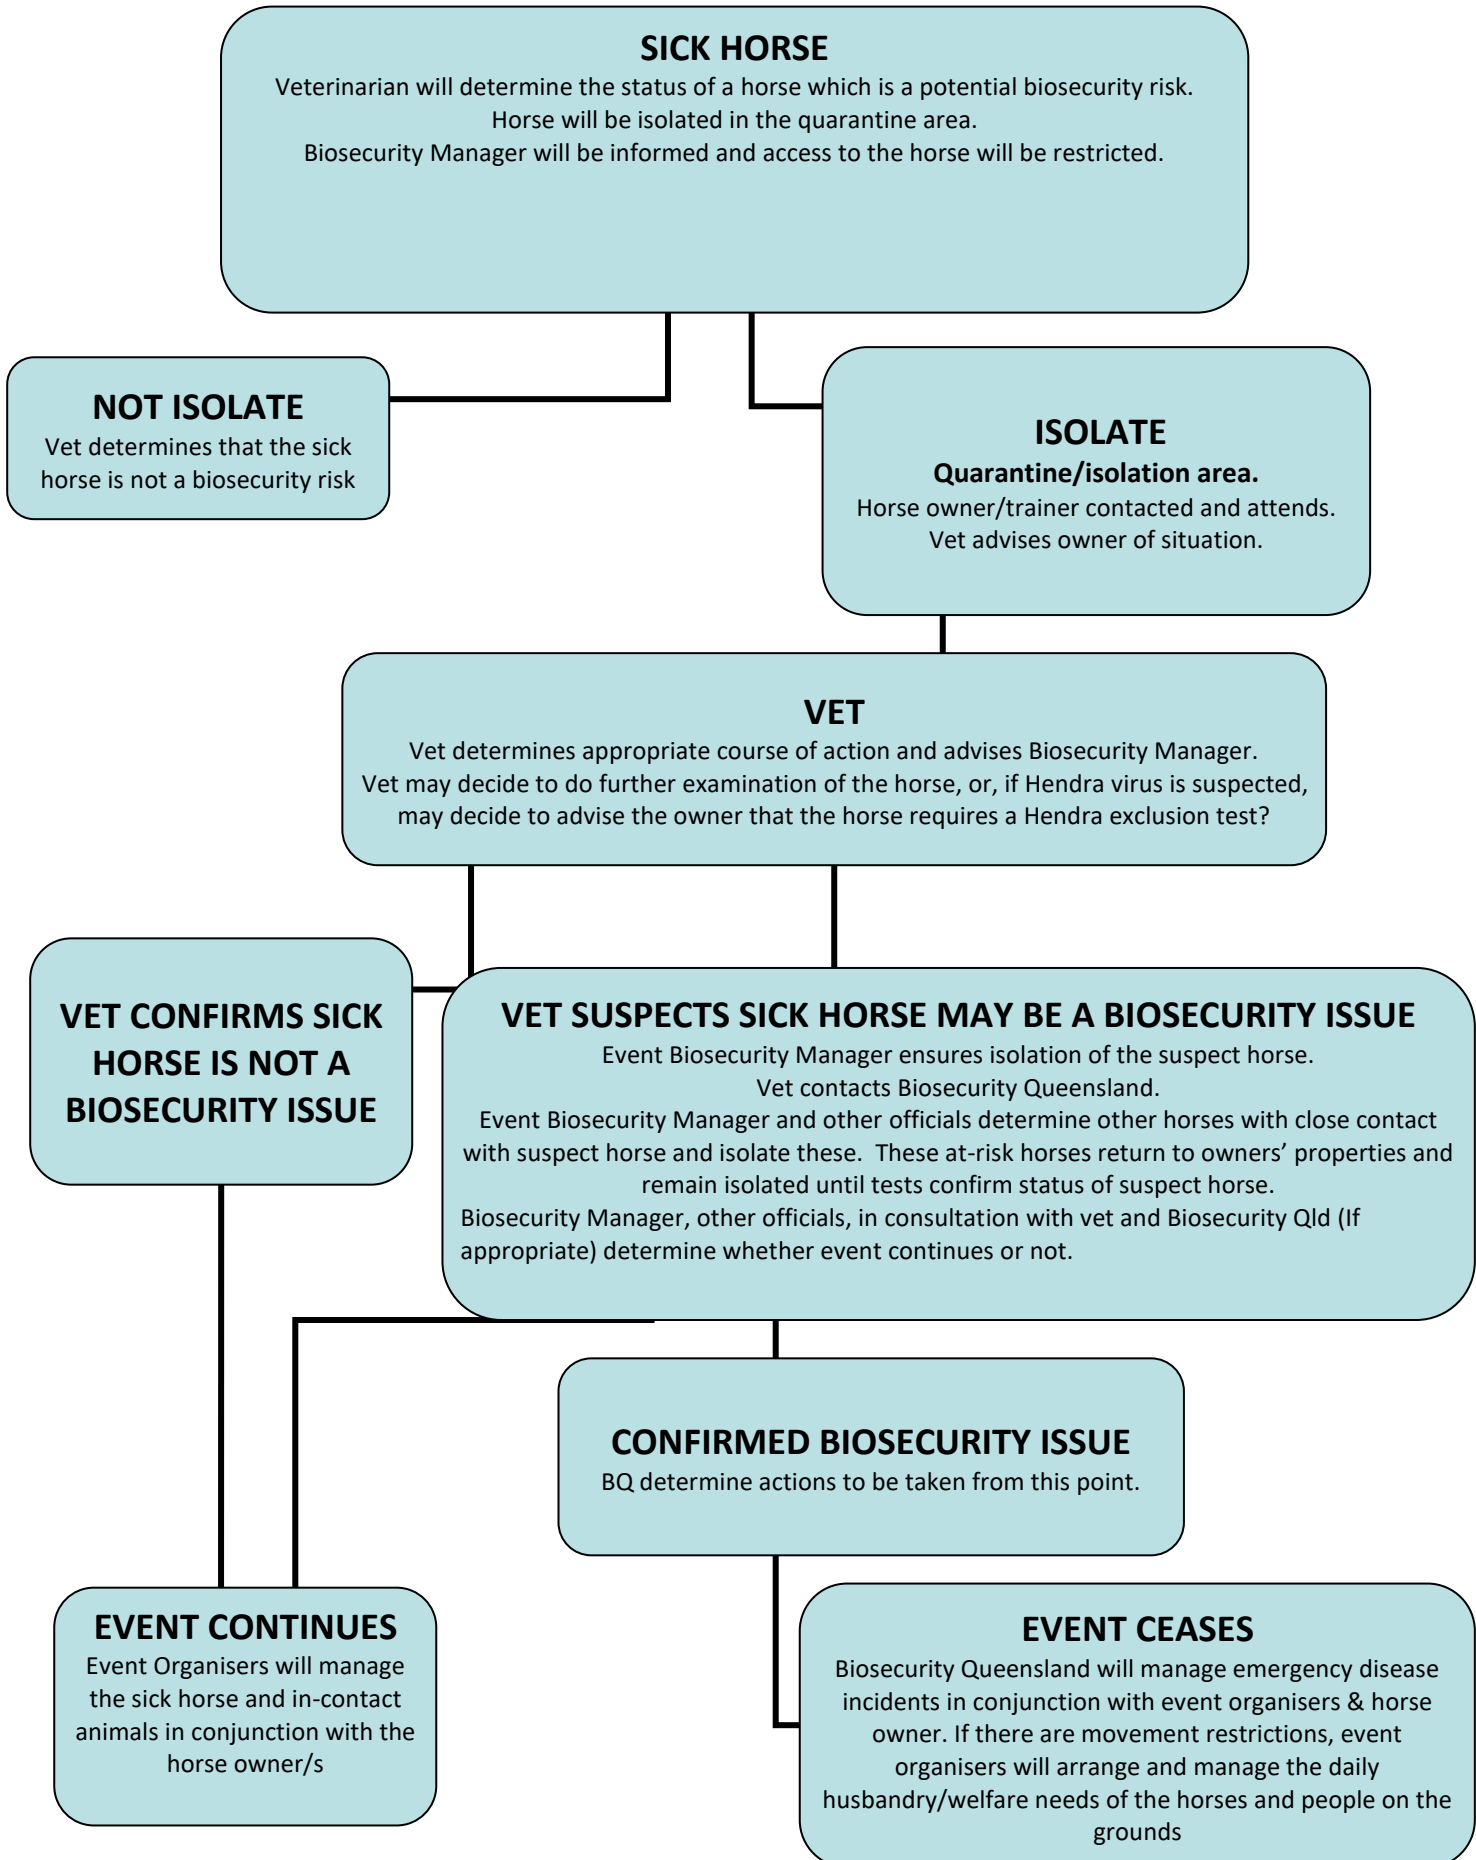 SICK HORSE
Veterinarian will determine the status of a horse which is a potential biosecurity risk.
Horse will be isolated in the quarantine area.
Biosecurity Manager will be informed and access to the horse will be restricted.
NOT ISOLATE
Vet determines that the sick
horse is not a biosecurity risk
ISOLATE
Quarantine/isolation area.
Horse owner/trainer contacted and attends.
Vet advises owner of situation.
VET
Vet determines appropriate course of action and advises Biosecurity Manager.
Vet may decide to do further examination of the horse, or, if Hendra virus is suspected,
may decide to advise the owner that the horse requires a Hendra exclusion test?
VET CONFIRMS SICK
HORSE IS NOT A
BIOSECURITY ISSUE
VET SUSPECTS SICK HORSE MAY BE A BIOSECURITY ISSUE
Event Biosecurity Manager ensures isolation of the suspect horse.
Vet contacts Biosecurity Queensland.
Event Biosecurity Manager and other officials determine other horses with close contact
with suspect horse and isolate these.  These at-risk horses return to owners’ properties and
remain isolated until tests confirm status of suspect horse.
Biosecurity Manager, other officials, in consultation with vet and Biosecurity Qld (If
appropriate) determine whether event continues or not.
CONFIRMED BIOSECURITY ISSUE
BQ determine actions to be taken from this point.
EVENT CONTINUES
Event Organisers will manage
the sick horse and in-contact
animals in conjunction with the
horse owner/s
EVENT CEASES
Biosecurity Queensland will manage emergency disease
incidents in conjunction with event organisers & horse
owner. If there are movement restrictions, event
organisers will arrange and manage the daily
husbandry/welfare needs of the horses and people on the
grounds